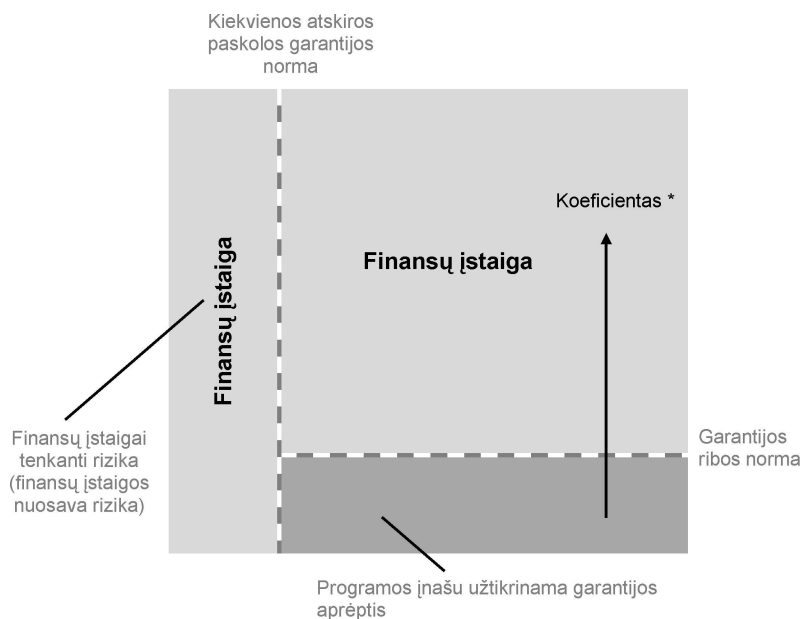 Kiekvienos atskiros
paskolos garantijos
norma
Koeficientas *
Finansų įstaiga
Finansų įstaiga
Finansų įstaigai
tenkanti rizika
(finansų įstaigos
nuosava rizika)
Garantijos
ribos norma
Programos įnašu užtikrinama garantijos
aprėptis